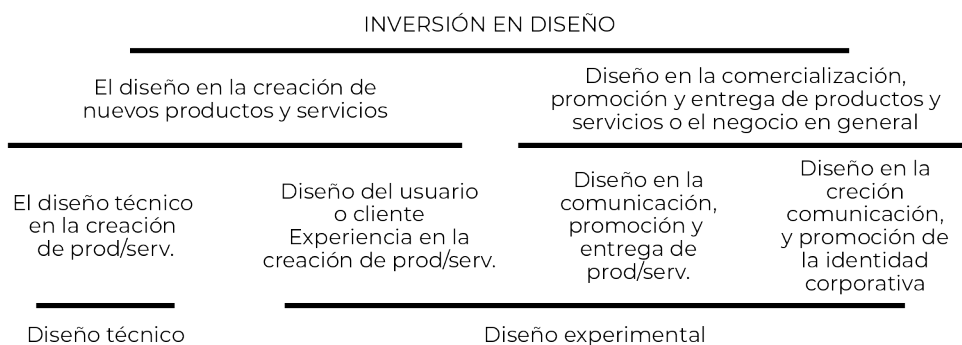 INVERSIÓN EN DISEÑO
El diseño en la creación de
nuevos productos y servicios
Diseño en la comercialización,
promoción y entrega de productos y
servicios o el negocio en general
El diseño técnico
en la creación
de prod/serv.
Diseño del usuario
o cliente
Experiencia en la
creación de prod/serv.
Diseño en la
comunicación,
promoción y
entrega de
prod/serv.
Diseño en la
creción
comunicación,
y promoción de
la identidad
corporativa
Diseño técnico
Diseño experimental